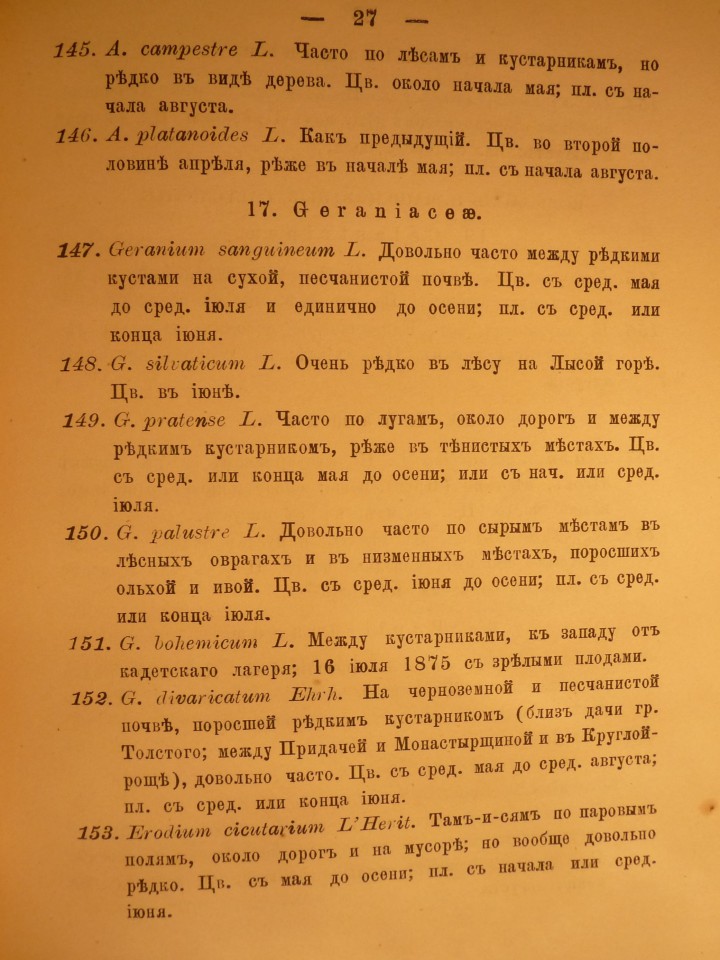 — 27 —
145. A. campestre L. Часто по лѣсамъ и кустарникамъ, но
рѣдко въ видѣ дерева. Цв. около начала мая; пл. съ на-
чала августа.
146. A. platanoides L. Какъ предыдущій. Цв. во второй по-
ловинѣ апрѣля, рѣже въ началѣ мая; пл. съ начала августа.
17. Geraniaceæ.
147. Geranium sanguineum L. Довольно часто между рѣдкими
кустами на сухой, песчанистой почвѣ. Цв. съ сред. мая
до сред. іюля и единично до осени; пл. съ сред. или
конца іюня.
148. G. silvaticum L. Очень рѣдко въ лѣсу на Лысой горѣ.
Цв. въ іюнѣ.
149. G. pratense L. Часто по лугамъ, около дорогъ и между
рѣдкимъ кустарникомъ, рѣже въ тѣнистыхъ мѣстахъ. Цв.
съ сред. или конца мая до осени; или съ нач. или сред.
іюля.
150. G. palustre L. Довольно часто по сырымъ мѣстамъ въ
лѣсныхъ оврагахъ и въ низменныхъ мѣстахъ, поросшихъ
ольхой и ивой. Цв. съ сред. іюня до осени; пл. съ сред.
или конца іюля.
151. G. bohemicum L. Между кустарниками, къ западу отъ
кадетскаго лагеря; 16 іюля 1875 съ зрѣлыми плодами.
152. G. divaricatum Ehrh. На черноземной и песчанистой
почвѣ, поросшей рѣдкимъ кустарникомъ (близъ дачи гр.
Толстого; между Придачей и Монастырщиной и въ Круглой-
рощѣ), довольно часто. Цв. съ сред. мая до сред. августа;
пл. съ сред. или конца іюня.
153. Erodium cicutarium L'Herit. Тамъ-и-сямъ по паровымъ
полямъ, около дорогъ и на мусорѣ; но вообще довольно
рѣдко. Цв. съ мая до осени; пл. съ начала или сред.
іюня.